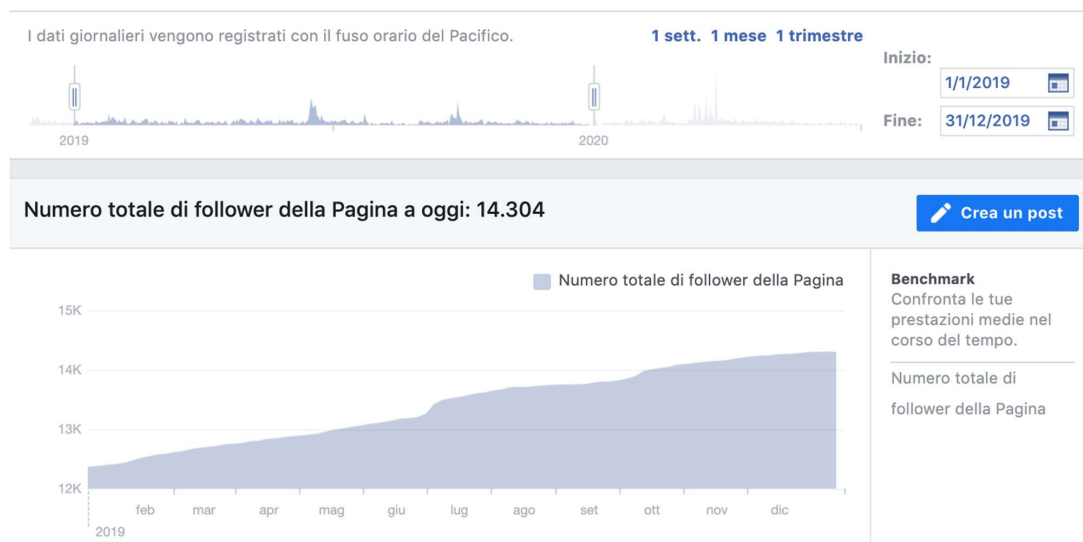 I dati giornalieri vengono registrati con il fuso orario del Pacifico.
1 sett. 1 mese 1 trimestre
Inizio:
1/1/2019
Fine:
31/12/2019
2019
2020
Numero totale di follower della Pagina a oggi: 14.304
Crea un post
Numero totale di follower della Pagina
15K
14K
13K
12K
feb mar apr mag giu lug ago set ott nov dic
2019
Benchmark
Confronta le tue
prestazioni medie nel
corso del tempo.
Numero totale di
follower della Pagina